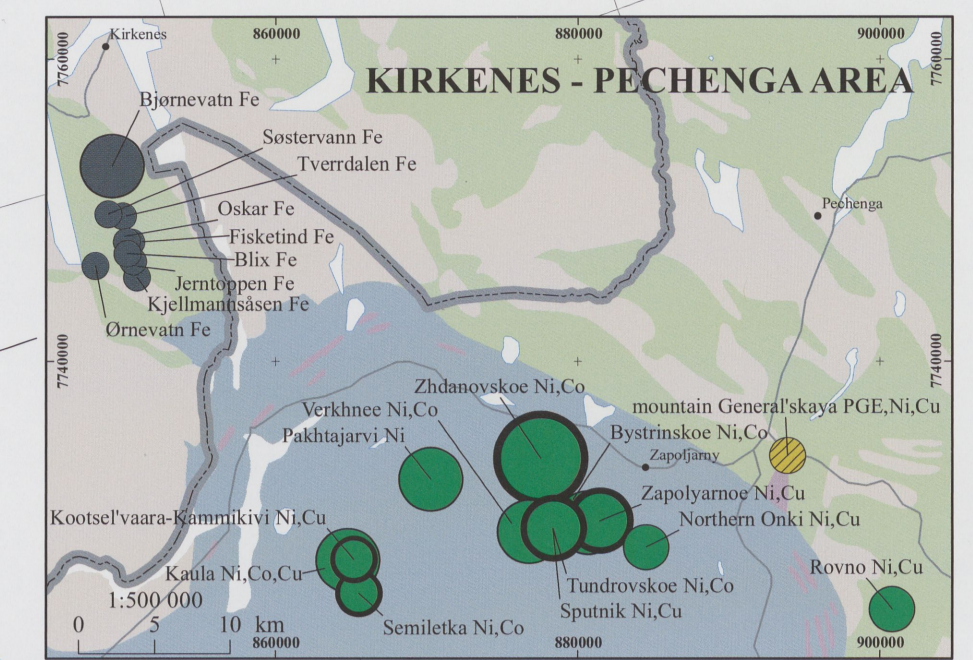 860000
880000
900000
Kirkenes
7760000
7760000
KIRKENES - PECHENGA AREA
Bjørnevatn Fe
Søstervann Fe
Tverrdalen Fe
Oskar Fe
Pechenga
Fisketind Fe
Blix Fe
Jerntoppen Fe
Kjellmannsåsen Fe
Ørnevatn Fe
7740000
7740000
Zhdanovskoe Ni,Co
Verkhnee Ni,Co
mountain General'skaya PGE,Ni,Cu
Pakhtajarvi Ni
Bystrinskoe Ni,Co
Zapoljarny
Zapolyarnoe Ni,Cu
Kootsel'vaara-Kammikivi Ni,Cu
Northern Onki Ni,Cu
Kaula Ni,Co,Cu
Rovno Ni,Cu
Tundrovskoe Ni,Co
1:500 000
Sputnik Ni,Cu
0 5 10 km
Semiletka Ni,Co
860000
880000
900000